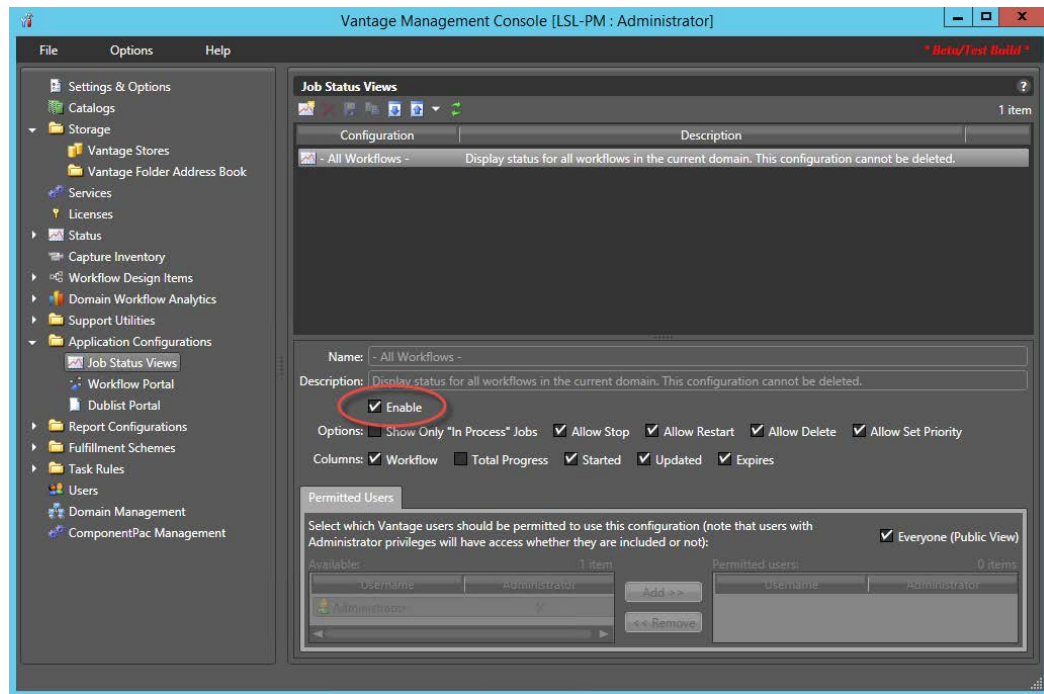 Vantage Management Console [LSL-PM : Administrator]
File Options Help * Beta/Test Build *
Settings & Options
Catalogs
Storage
Vantage Stores
Vantage Folder Address Book
Services
Licenses
Status
Capture Inventory
Workflow Design Items
Domain Workflow Analytics
Support Utilities
Application Configurations
Job Status Views
Workflow Portal
Dublist Portal
Report Configurations
Fulfillment Schemes
Task Rules
Users
Domain Management
ComponentPac Management
Job Status Views ?
1 item
Configuration Description
- All Workflows - Display status for all workflows in the current domain. This configuration cannot be deleted.
Name: - All Workflows -
Description: Display status for all workflows in the current domain. This configuration cannot be deleted.
Enable
Options: Show Only "In Process" Jobs Allow Stop Allow Restart Allow Delete Allow Set Priority
Columns: Workflow Total Progress Started Updated Expires
Permitted Users
Select which Vantage users should be permitted to use this configuration (note that users with
Administrator privileges will have access whether they are included or not):
Everyone (Public View)
Available: 1 item Permitted users: 0 items
Username Administrator Username Administrator
Administrator X
Add >>
<< Remove